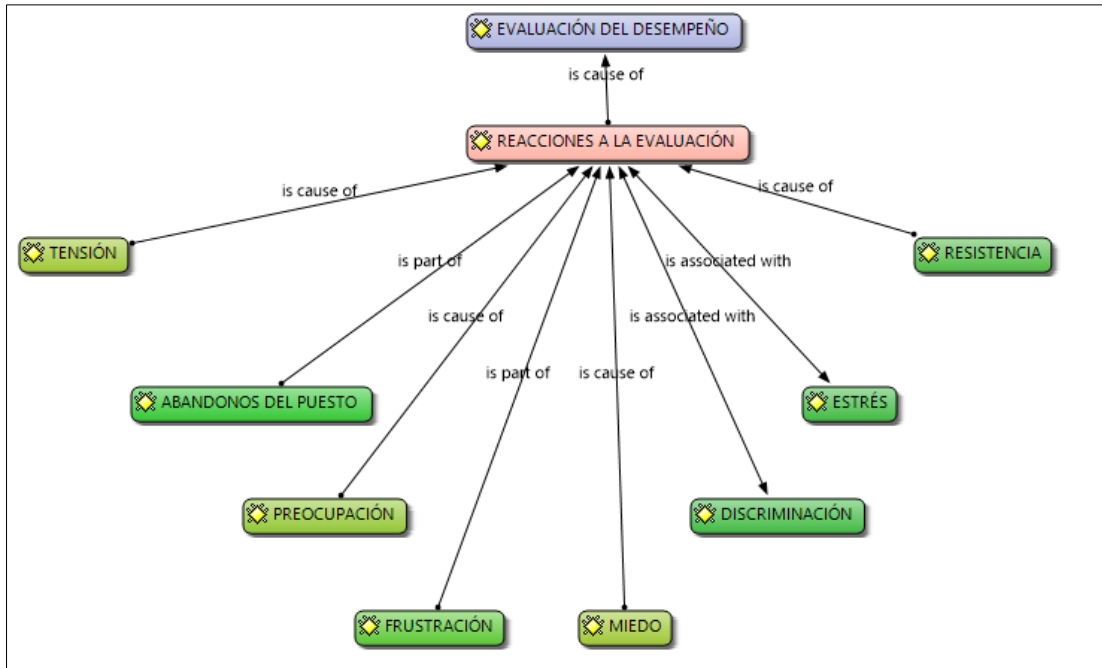 EVALUACIÓN DEL DESEMPEÑO
is cause of
REACCIONES A LA EVALUACIÓN
is cause of
is cause of
TENSIÓN
RESISTENCIA
is part of
is associated with
is cause of
is associated with
is part of
is cause of
ABANDONOS DEL PUESTO
ESTRÉS
PREOCUPACIÓN
DISCRIMINACIÓN
FRUSTRACIÓN
MIEDO